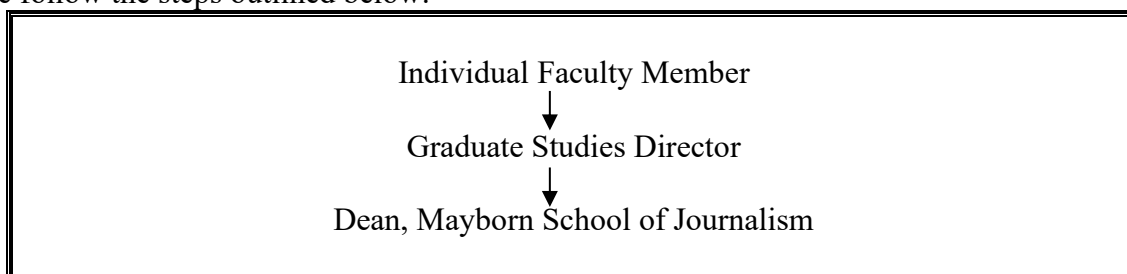 follow the steps outlined below.
Individual Faculty Member
Graduate Studies Director
Dean, Mayborn School of Journalism